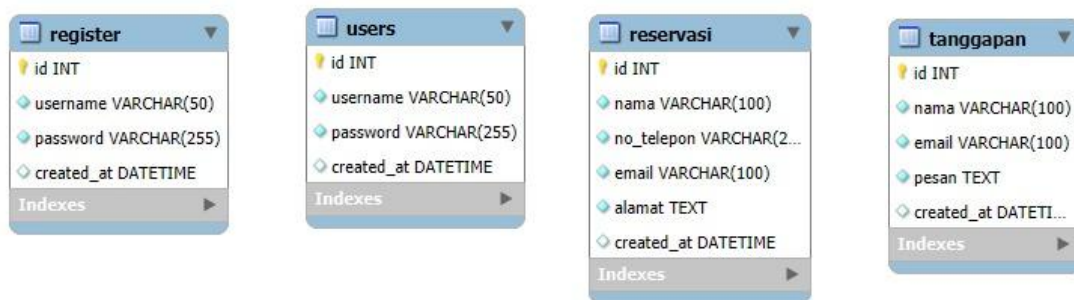 register
id INT
username VARCHAR(50)
password VARCHAR(255)
created_at DATETIME
Indexes
users
id INT
username VARCHAR(50)
password VARCHAR(255)
created_at DATETIME
Indexes
reservasi
id INT
nama VARCHAR(100)
no_telepon VARCHAR(2...
email VARCHAR(100)
alamat TEXT
created_at DATETIME
Indexes
tanggapan
id INT
nama VARCHAR(100)
email VARCHAR(100)
pesan TEXT
created_at DATETI...
Indexes